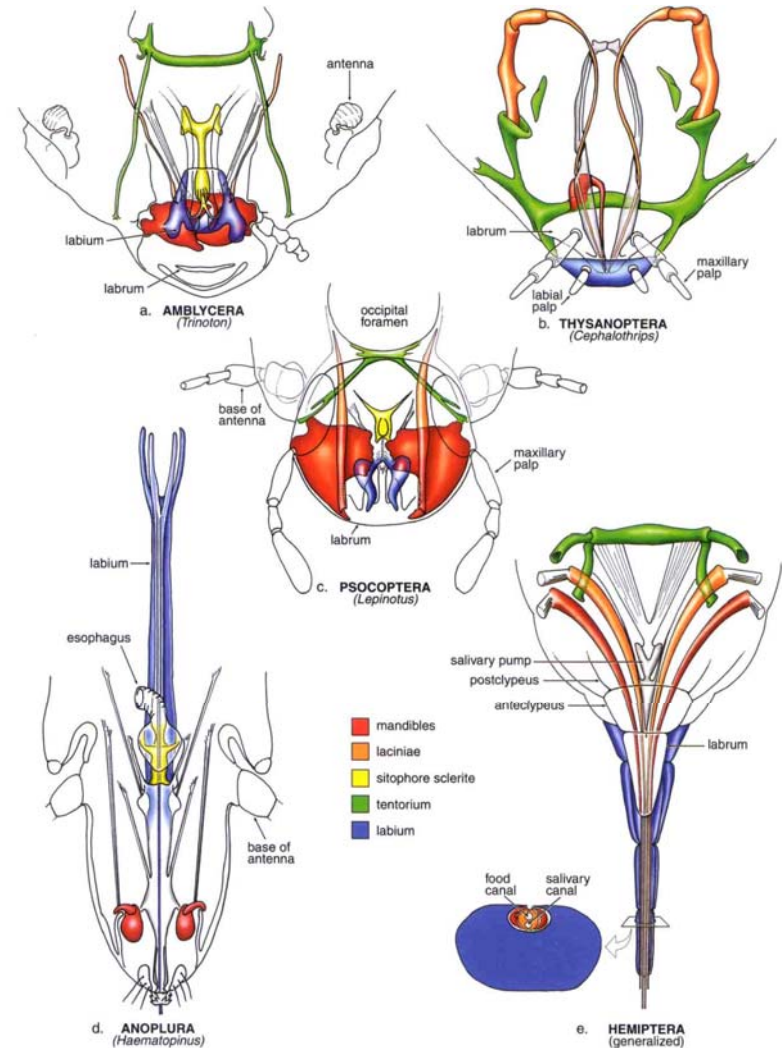 antenna
labium
labrum
a. AMBLYCERA
(Trinoton)
labrum
labial
palp
maxillary
palp
b. THYSANOPTERA
(Cephalothrips)
occipital
foramen
base of
antenna
maxillary
palp
labrum
c. PSOCOPTERA
(Lepinotus)
labium
esophagus
base of
antenna
d. ANOPLURA
(Haematopinus)
mandibles
laciniae
sitophore sclerite
tentorium
labium
salivary pump
postclypeus
anteclypeus
labrum
food
canal
salivary
canal
e. HEMIPTERA
(generalized)